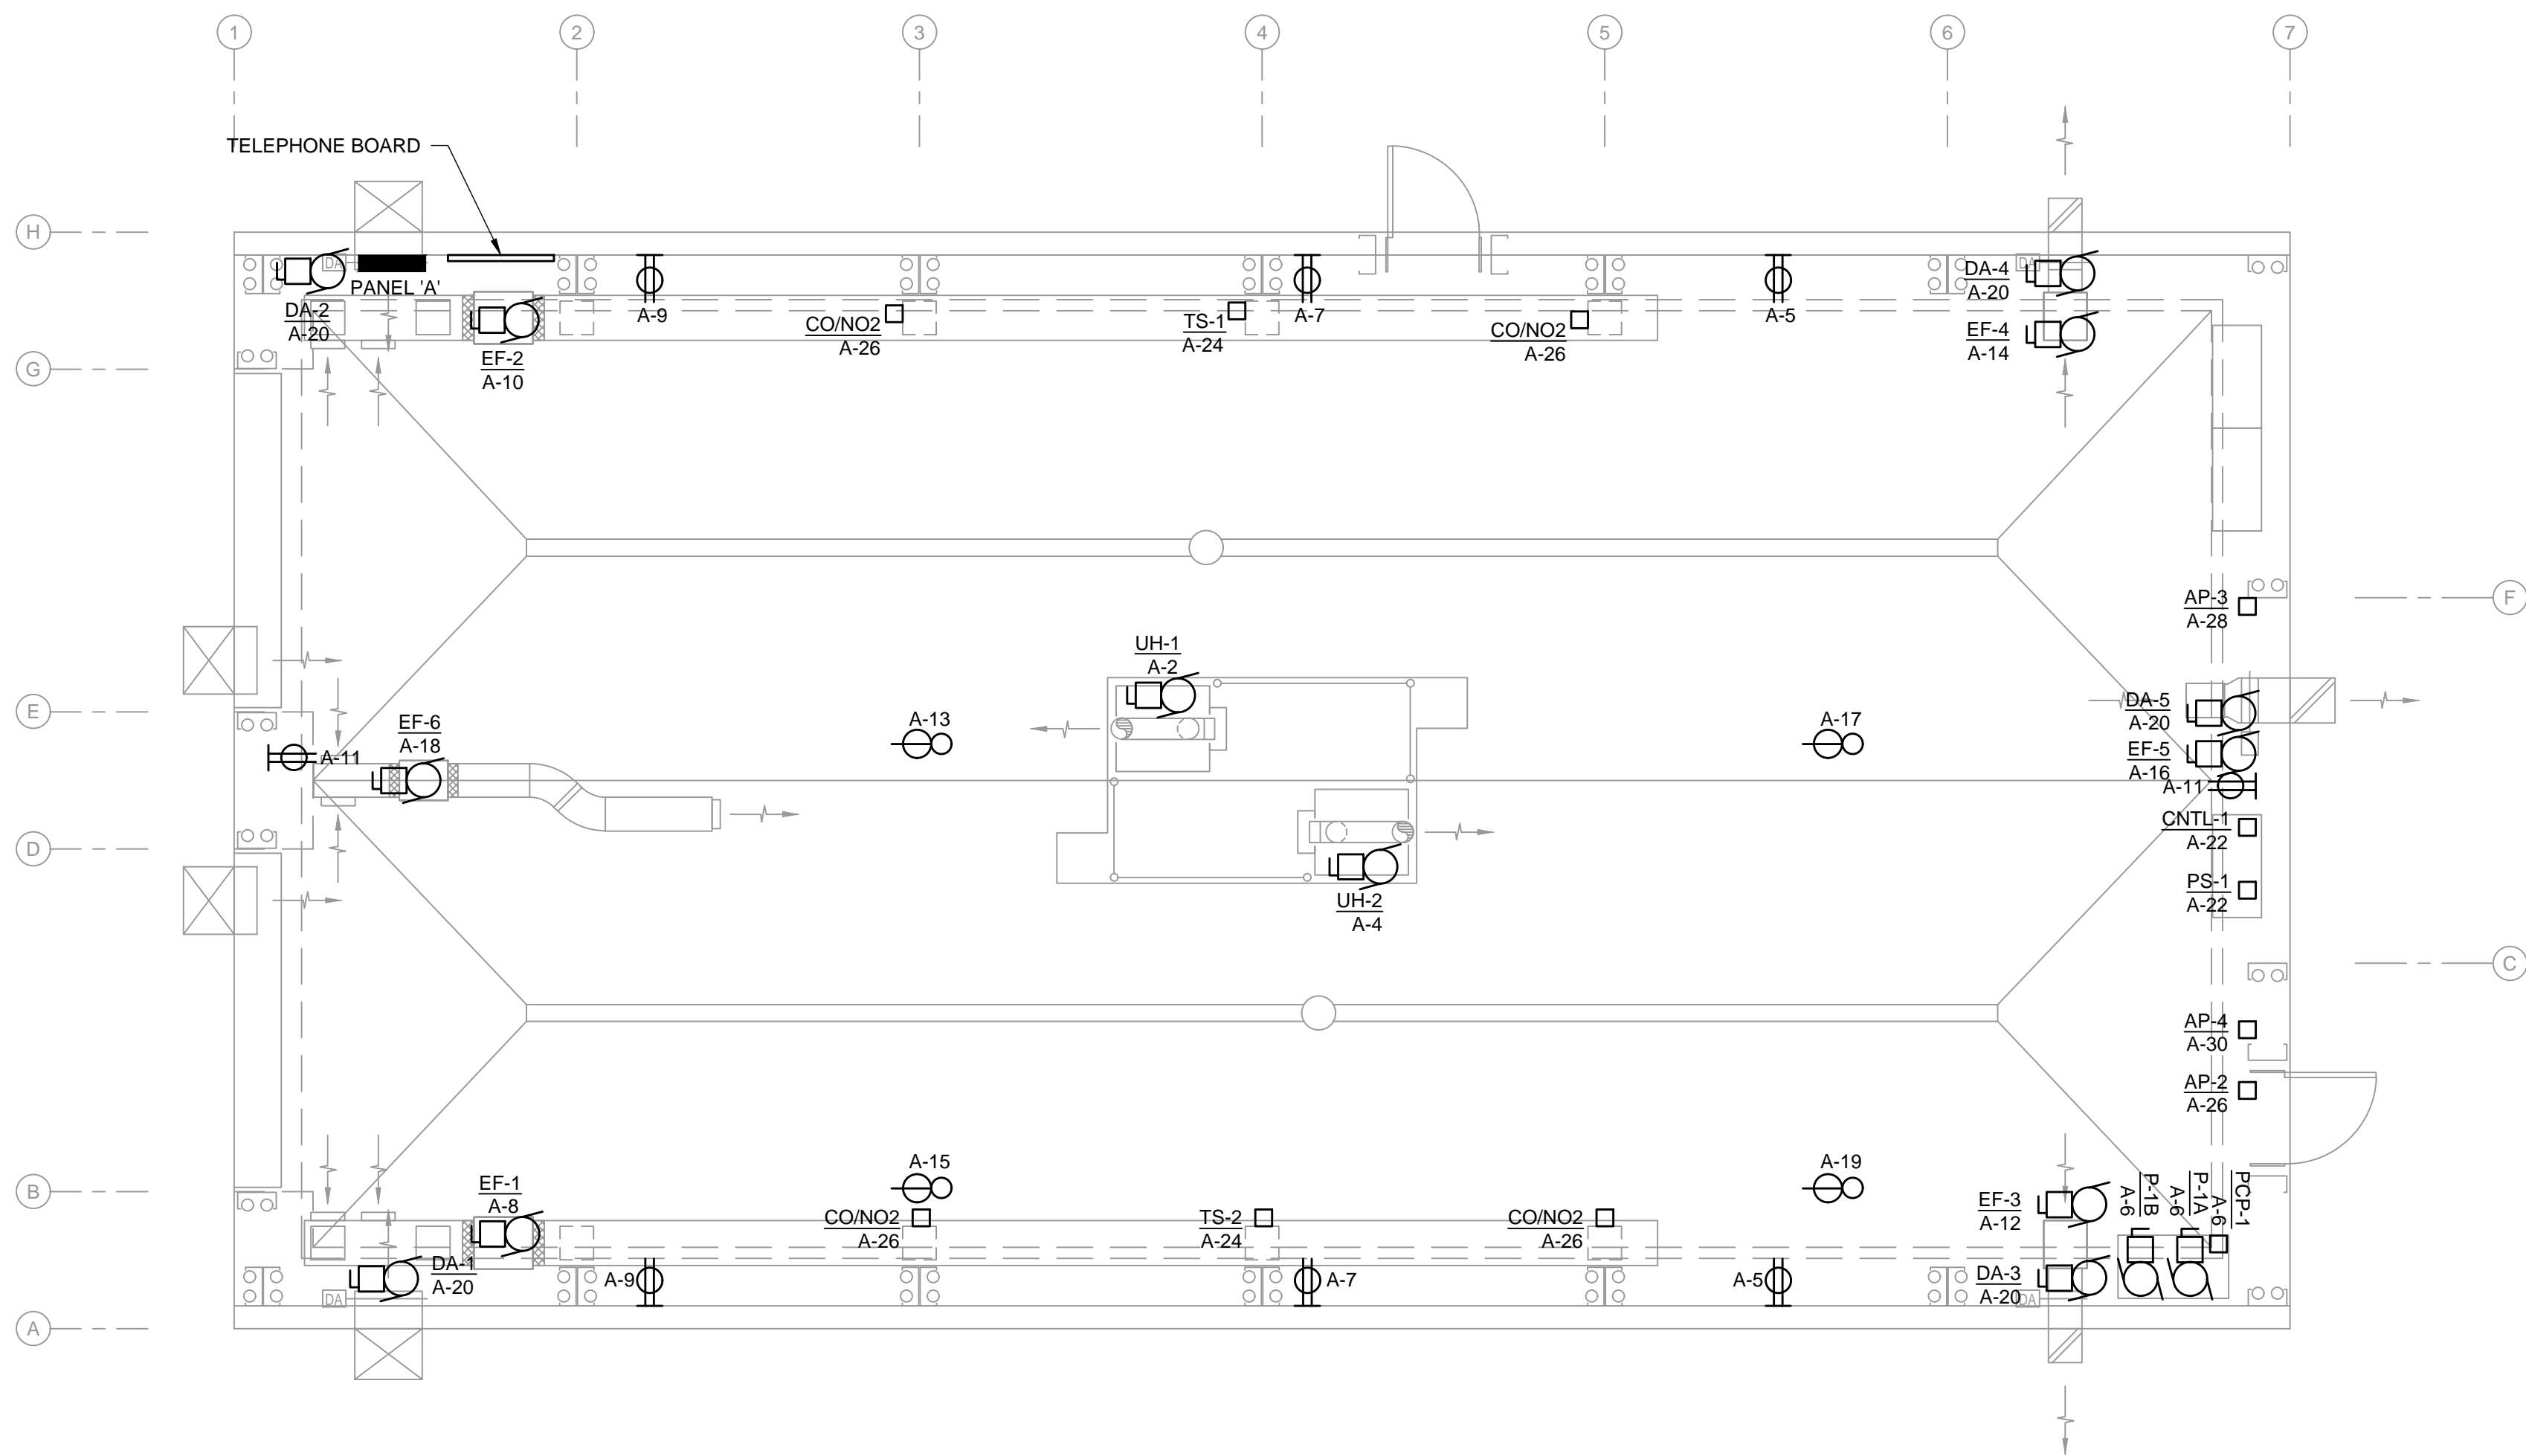 1
2
3
4
5
6
7
TELEPHONE BOARD
H
DA
PANEL 'A'
DA-2
A-20
EF-2
A-10
A-9
CO/NO2
A-26
TS-1
A-24
A-7
CO/NO2
A-26
A-5
DA
DA-4
A-20
EF-4
A-14
G
AP-3
A-28
F
UH-1
A-2
E
EF-6
A-18
A-11
A-13
A-17
DA-5
A-20
EF-5
A-16
A-11
CNTL-1
A-22
D
PS-1
A-22
UH-2
A-4
C
AP-4
A-30
AP-2
A-26
B
EF-1
A-8
A-15
CO/NO2
A-26
TS-2
A-24
CO/NO2
A-26
A-19
EF-3
A-12
P-1B
A-6
P-1A
A-6
PCP-1
A-6
DA-1
A-20
DA
A-9
A-7
A-5
DA-3
A-20
DA
A